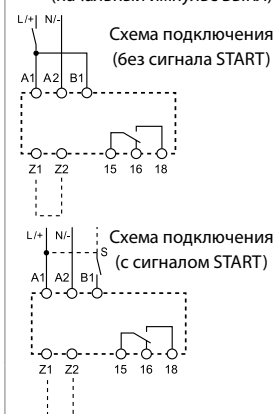 (начальный импульс ВЫКЛ)
L/+ N/-
Схема подключения
(без сигнала START)
A1 A2 B1
Z1 Z2 15 16 18
L/+ N/-
Схема подключения
(с сигналом START)
S
A1 A2 B1
Z1 Z2 15 16 18